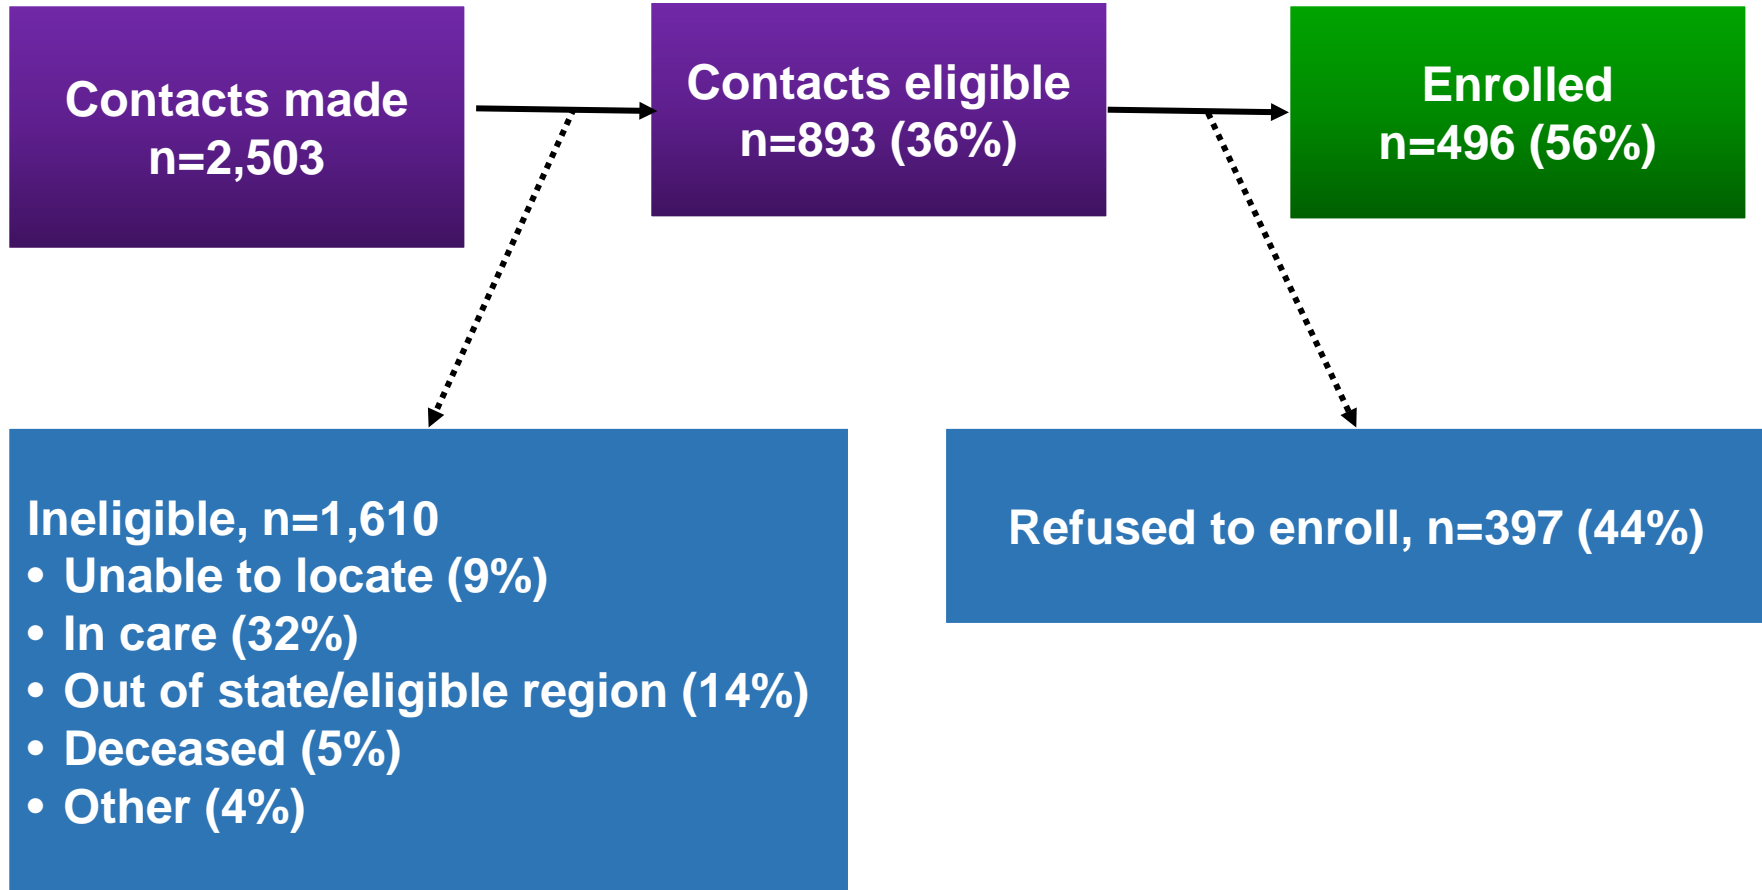 Contacts made
n=2,503
Contacts eligible
n=893 (36%)
Enrolled
n=496 (56%)
Ineligible, n=1,610
• Unable to locate (9%)
• In care (32%)
• Out of state/eligible region (14%)
• Deceased (5%)
• Other (4%)
Refused to enroll, n=397 (44%)